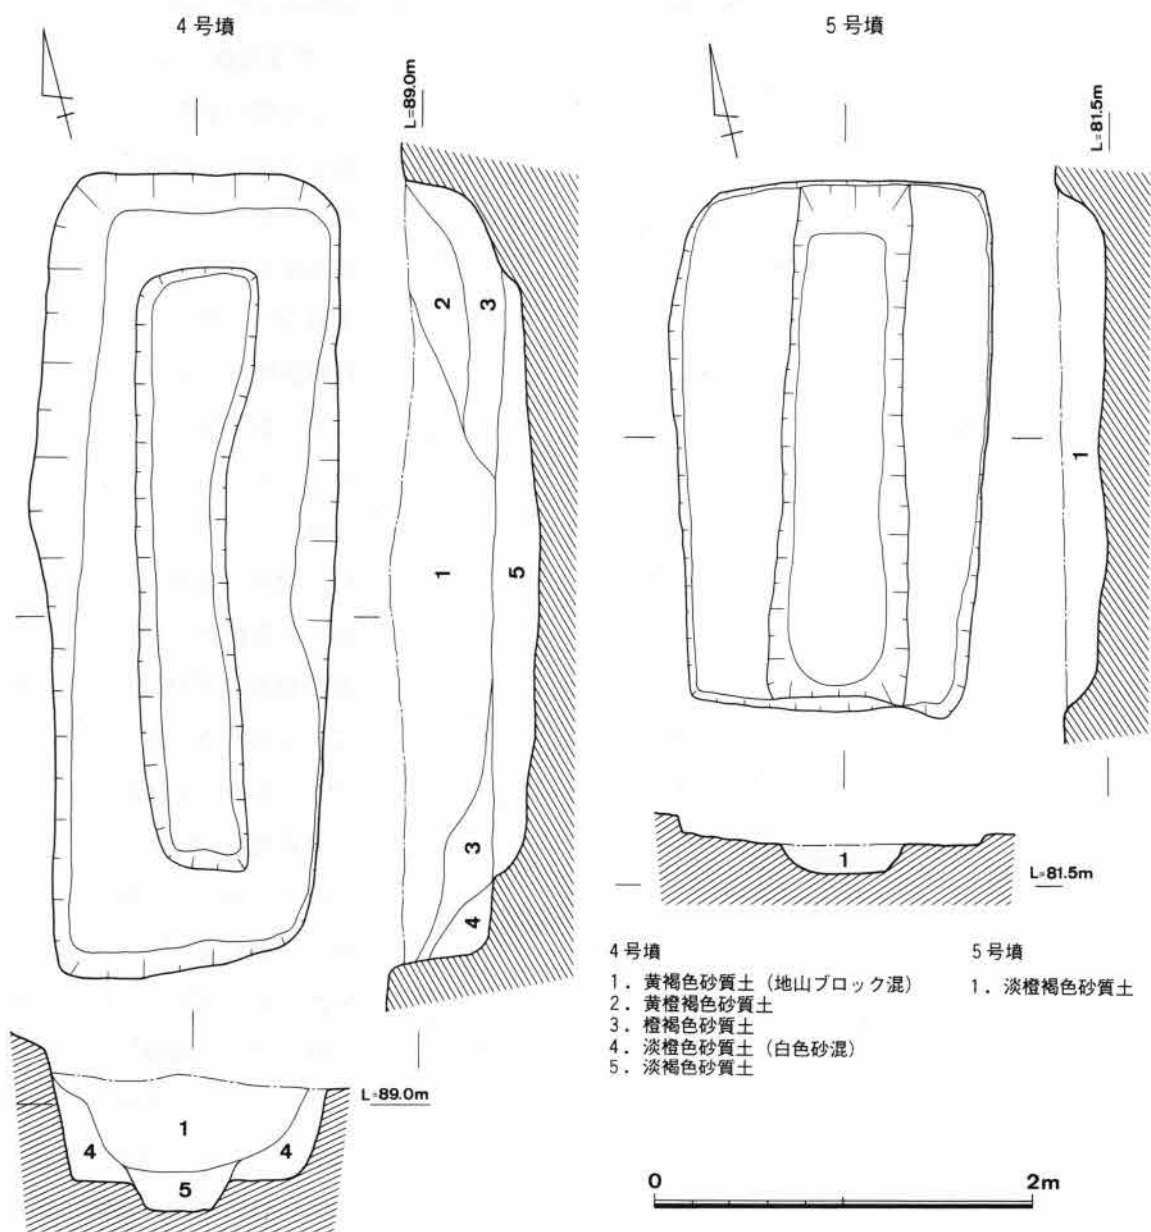 4号墳
5号墳
L=89.0m
L=81.5m
2
3
1
5
3
4
1
1
L=81.5m
4号墳
1．黄褐色砂質土（地山ブロック混）
2．黄橙褐色砂質土
3．橙褐色砂質土
4．淡橙色砂質土（白色砂混）
5．淡褐色砂質土
5号墳
1．淡橙褐色砂質土
L=89.0m
1
4
4
5
0
2m